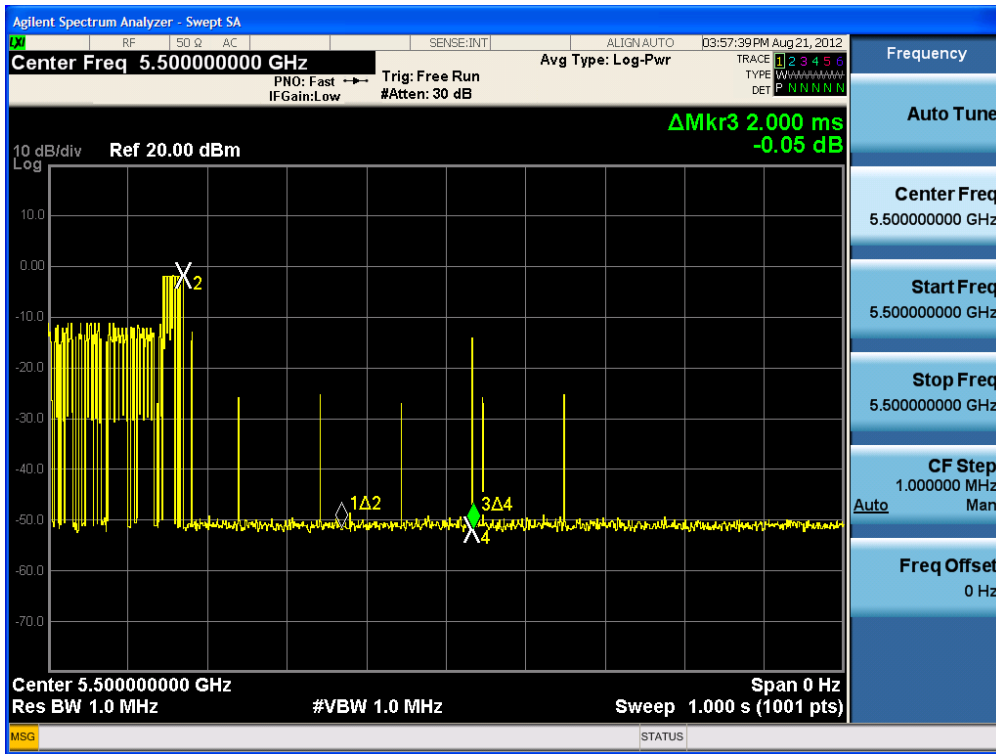 Agilent Spectrum Analyzer - Swept SA
LXI RF 50 Ω AC SENSE:INT ALIGNAUTO 03:57:39 PM Aug 21, 2012
Center Freq 5.500000000 GHz
PNO: Fast
IFGain:Low
Trig: Free Run
#Atten: 30 dB
Avg Type: Log-Pwr
TRACE 1 2 3 4 5 6
TYPE WWWWWW
DET P N N N N N
ΔMkr3 2.000 ms
-0.05 dB
10 dB/div Ref 20.00 dBm
Log
10.0
0.00
-10.0
-20.0
-30.0
-40.0
-50.0
-60.0
-70.0
2
1Δ2
3Δ4
4
Center 5.500000000 GHz Span 0 Hz
Res BW 1.0 MHz #VBW 1.0 MHz Sweep 1.000 s (1001 pts)
MSG STATUS
Frequency
Auto Tune
Center Freq
5.500000000 GHz
Start Freq
5.500000000 GHz
Stop Freq
5.500000000 GHz
CF Step
1.000000 MHz
Auto Man
Freq Offset
0 Hz